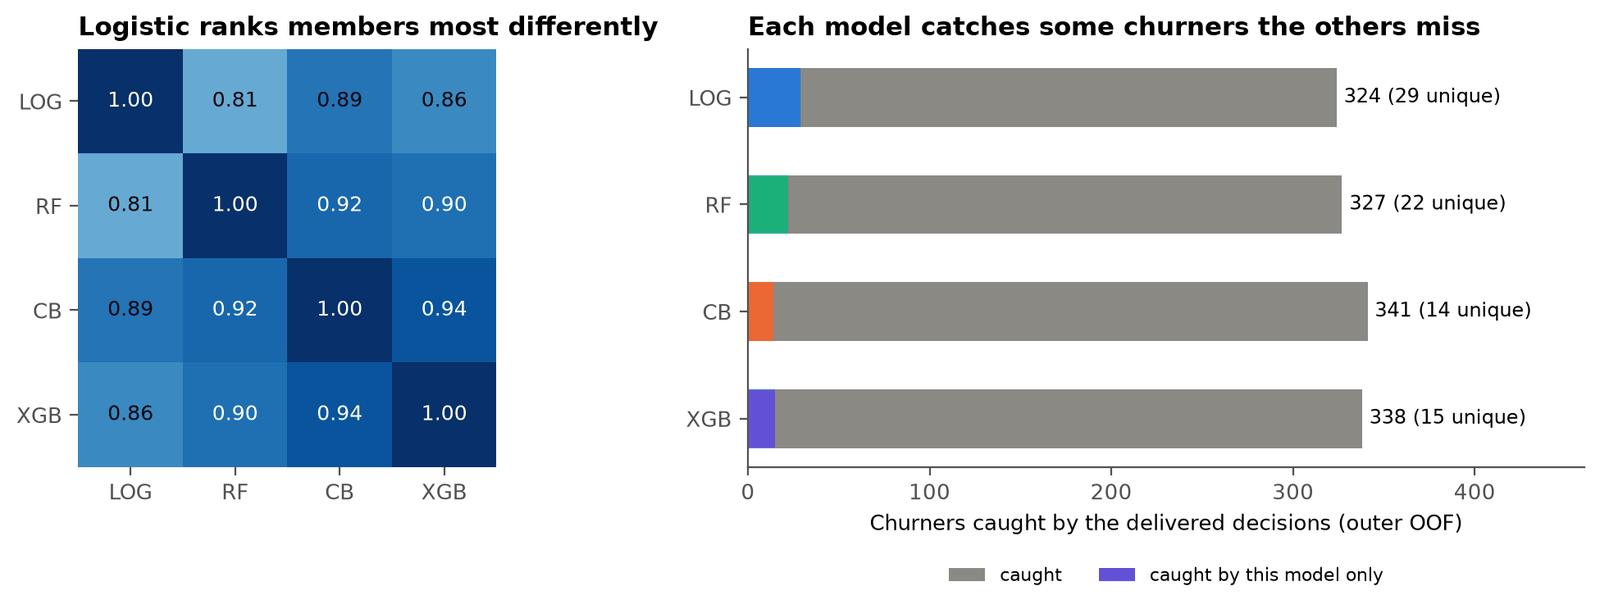 Logistic ranks members most differently
LOG 1.00 0.81 0.89 0.86
RF 0.81 1.00 0.92 0.90
CB 0.89 0.92 1.00 0.94
XGB 0.86 0.90 0.94 1.00
LOG RF CB XGB
Each model catches some churners the others miss
LOG 324 (29 unique)
RF 327 (22 unique)
CB 341 (14 unique)
XGB 338 (15 unique)
0 100 200 300 400
Churners caught by the delivered decisions (outer OOF)
caught caught by this model only